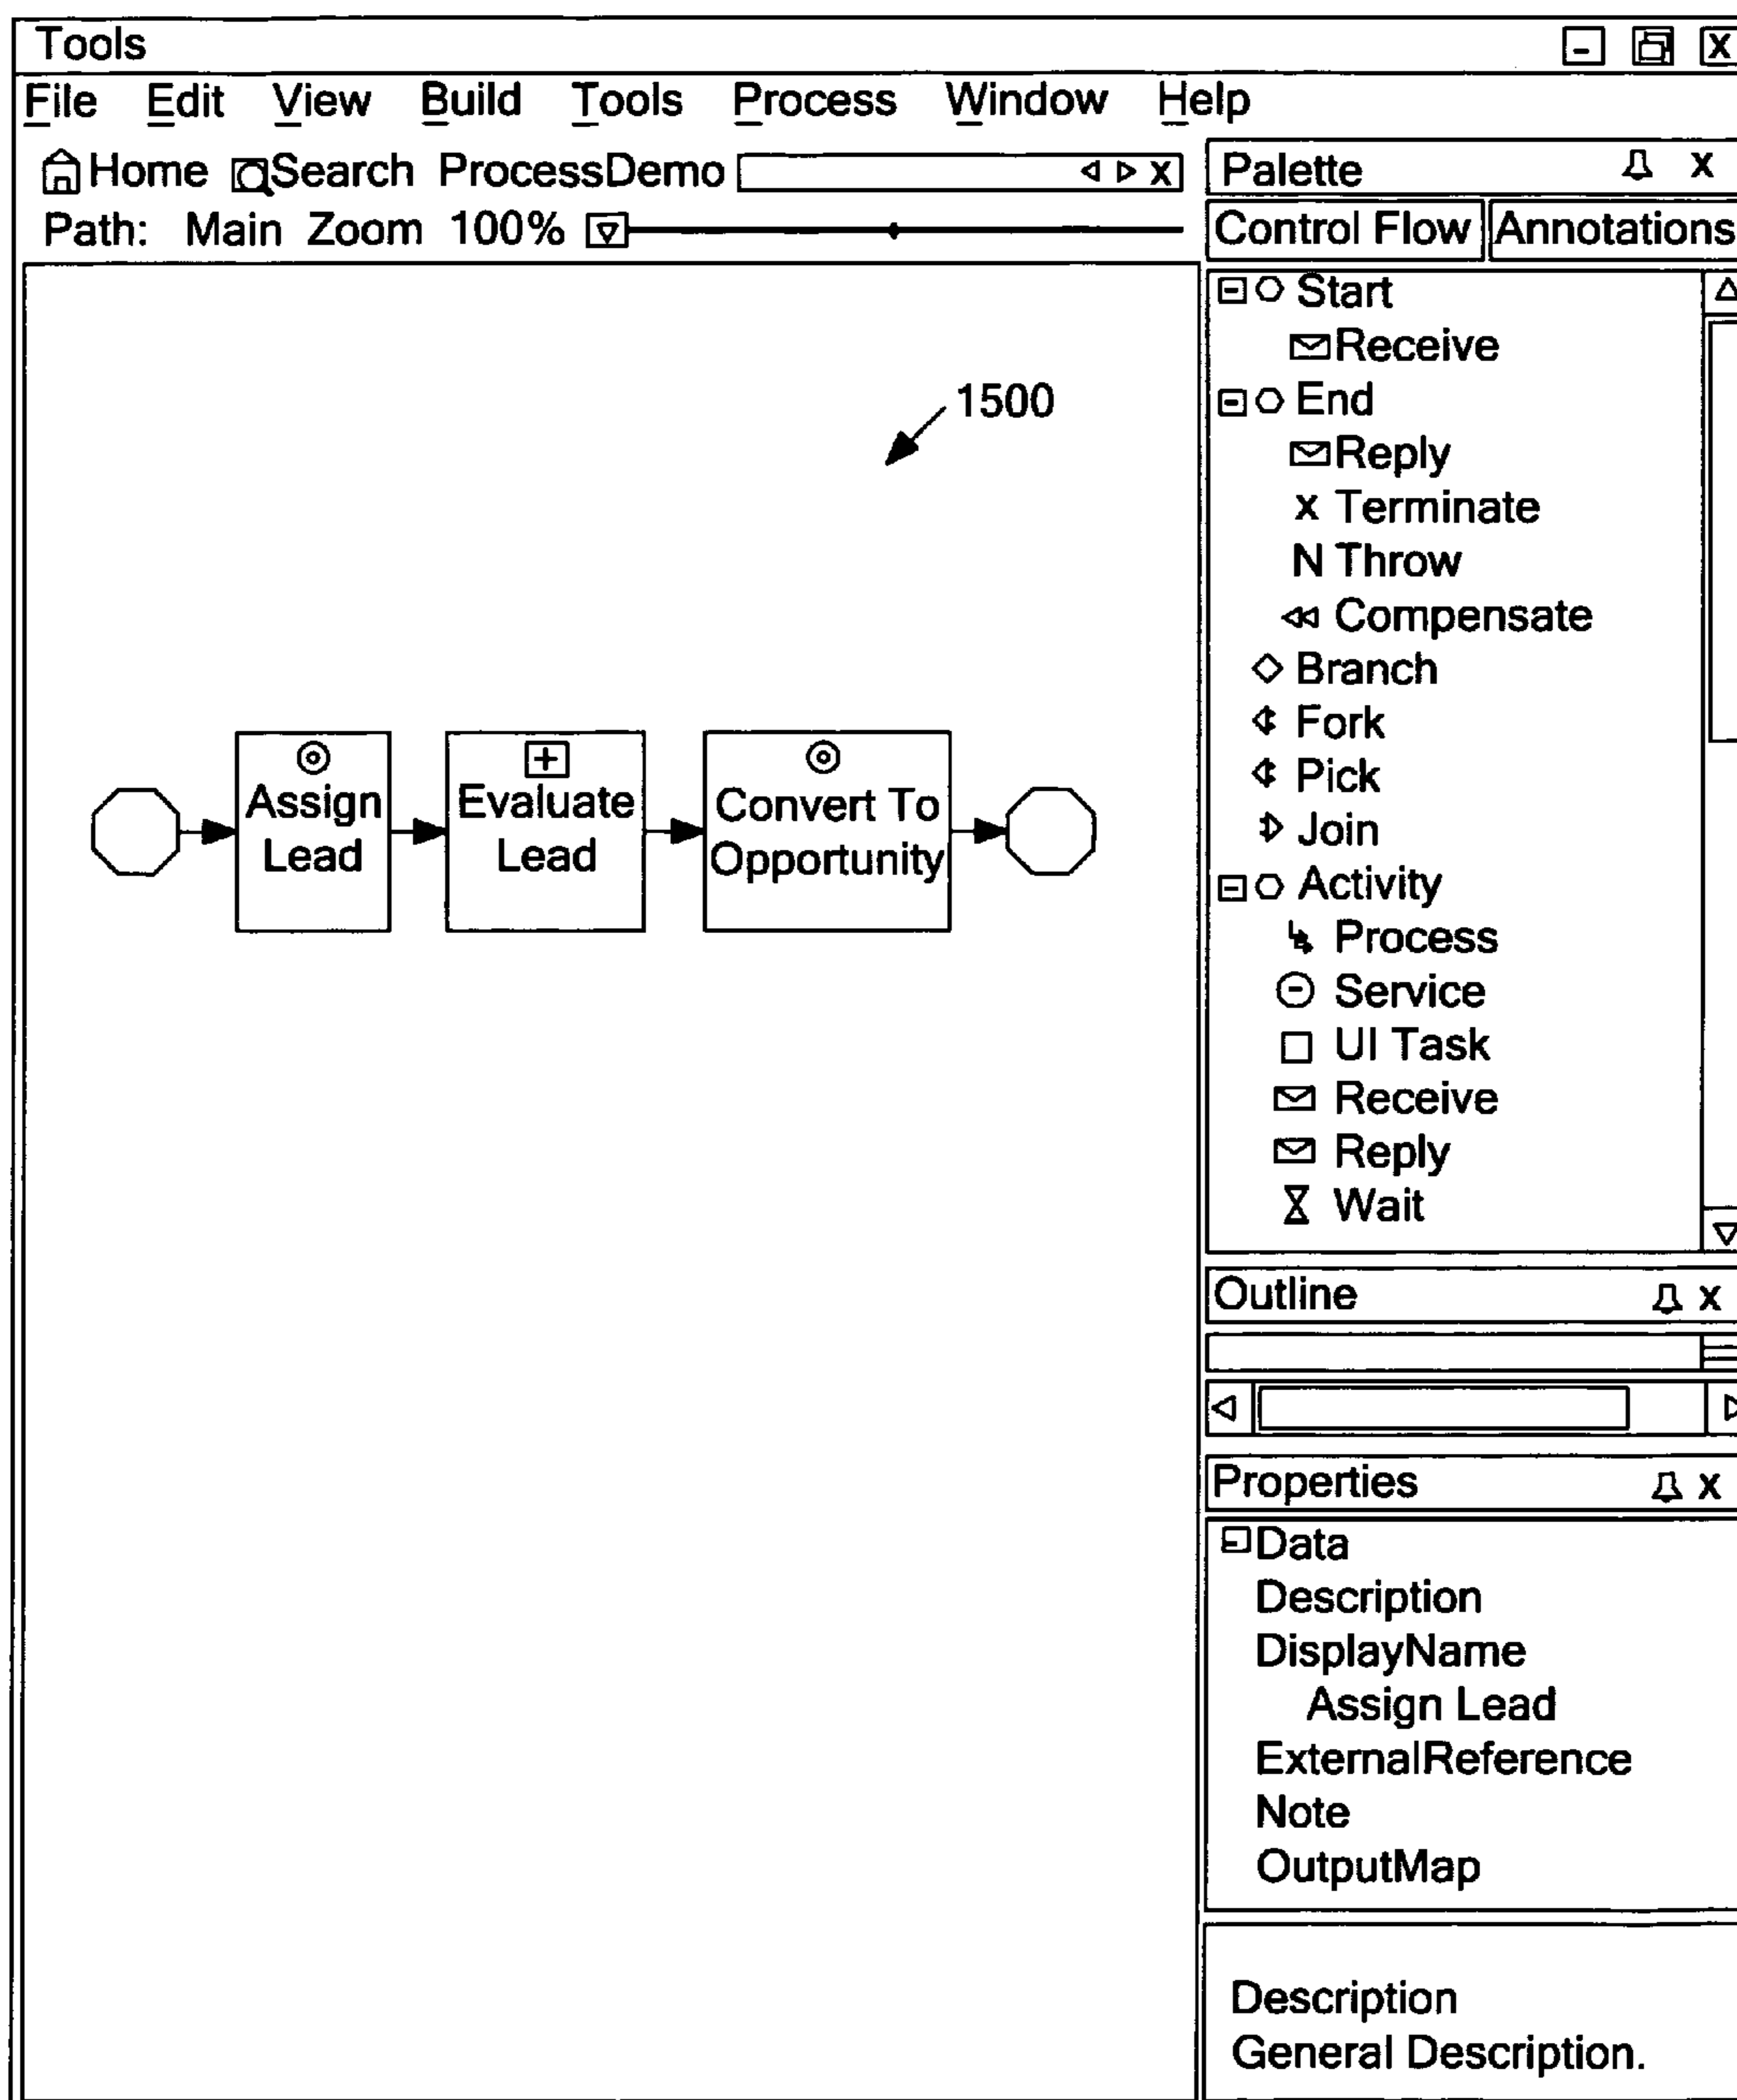 Tools
File Edit View Build Tools Process Window Help
Home Search ProcessDemo
Path: Main Zoom 100%
1500
Assign
Lead
Evaluate
Lead
Convert To
Opportunity
Palette X
Control Flow Annotations
Start
Receive
End
Reply
x Terminate
N Throw
Compensate
Branch
Fork
Pick
Join
Activity
Process
Service
UI Task
Receive
Reply
Wait
Outline X
Properties X
Data
Description
DisplayName
Assign Lead
ExternalReference
Note
OutputMap
Description
General Description.